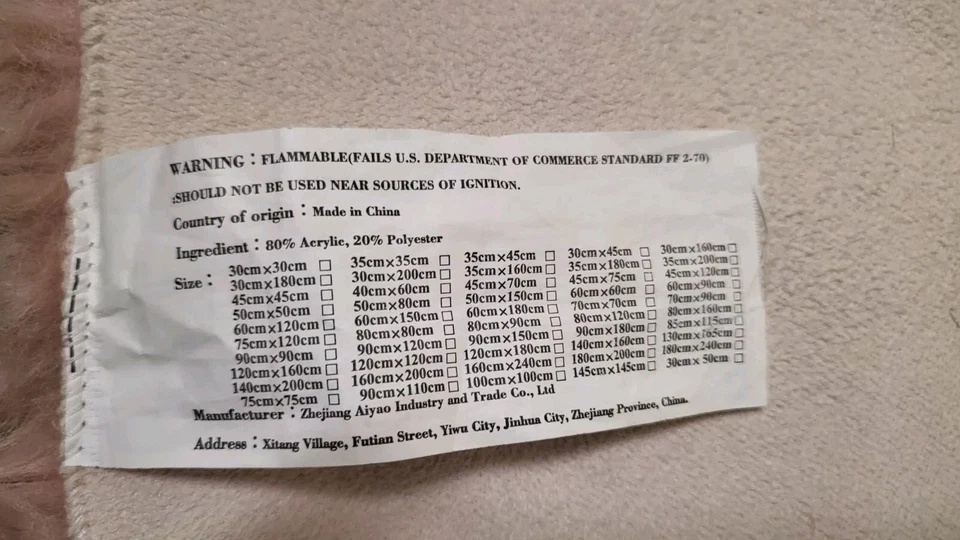 WARNING : FLAMMABLE(FAILS U.S. DEPARTMENT OF COMMERCE STANDARD FF 2-70)
:SHOULD NOT BE USED NEAR SOURCES OF IGNITION.
Country of origin : Made in China
Ingredient : 80% Acrylic, 20% Polyester
Size : 30cm×30cm □ 35cm×35cm □ 35cm×45cm □ 30cm×45cm □ 30cm×160cm □
30cm×180cm □ 30cm×200cm □ 35cm×160cm □ 35cm×180cm □ 35cm×200cm □
45cm×45cm □ 40cm×60cm □ 45cm×70cm □ 45cm×75cm □ 45cm×120cm □
50cm×50cm □ 50cm×80cm □ 50cm×150cm □ 60cm×60cm □ 60cm×90cm □
60cm×120cm □ 60cm×150cm □ 60cm×180cm □ 70cm×70cm □ 70cm×90cm □
75cm×120cm □ 80cm×80cm □ 80cm×90cm □ 80cm×120cm □ 80cm×160cm □
90cm×90cm □ 90cm×120cm □ 90cm×150cm □ 90cm×180cm □ 85cm×115cm □
120cm×160cm □ 120cm×120cm □ 120cm×180cm □ 140cm×160cm □ 130cm×165cm □
140cm×200cm □ 160cm×200cm □ 160cm×240cm □ 180cm×200cm □ 180cm×240cm □
75cm×75cm □ 90cm×110cm □ 100cm×100cm □ 145cm×145cm □ 30cm× 50cm □
Manufacturer : Zhejiang Aiyao Industry and Trade Co., Ltd
Address : Xitang Village, Futian Street, Yiwu City, Jinhua City, Zhejiang Province, China.